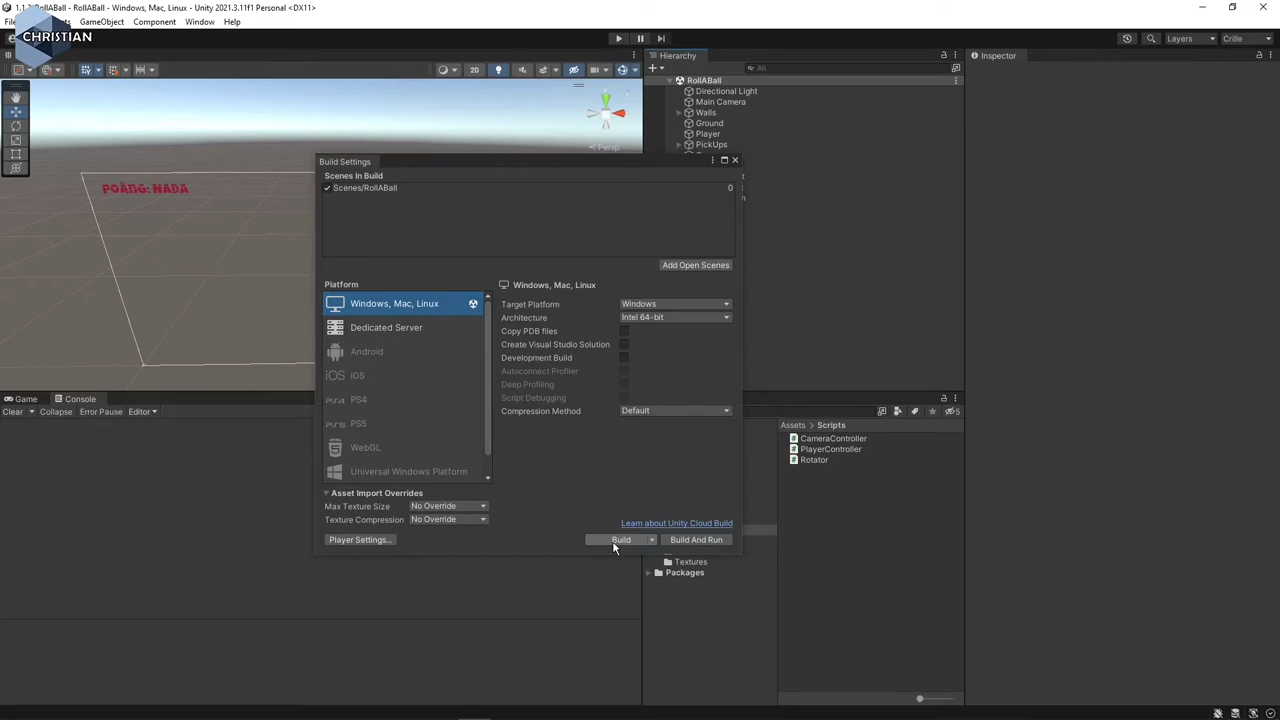 RollABall - Windows, Mac, Linux - Unity 2021.3.11f1 Personal <DX11>
GameObject Component Window Help
CHRISTIAN
Layers Crille
Hierarchy Inspector
All
2D
RollABall
Directional Light
Main Camera
Walls
Ground
Player
PickUps
Persp
POÄNG: NADA
Build Settings
Scenes In Build
Scenes/RollABall 0
Add Open Scenes
Platform
Windows, Mac, Linux
Dedicated Server
Android
iOS iOS
PS4
PS5
WebGL
Universal Windows Platform
Windows, Mac, Linux
Target Platform Windows
Architecture Intel 64-bit
Copy PDB files
Create Visual Studio Solution
Development Build
Autoconnect Profiler
Deep Profiling
Script Debugging
Compression Method Default
Asset Import Overrides
Max Texture Size No Override
Texture Compression No Override
Learn about Unity Cloud Build
Player Settings... Build Build And Run
Game Console
Clear Collapse Error Pause Editor
5
Assets Scripts
CameraController
PlayerController
Rotator
Textures
Packages